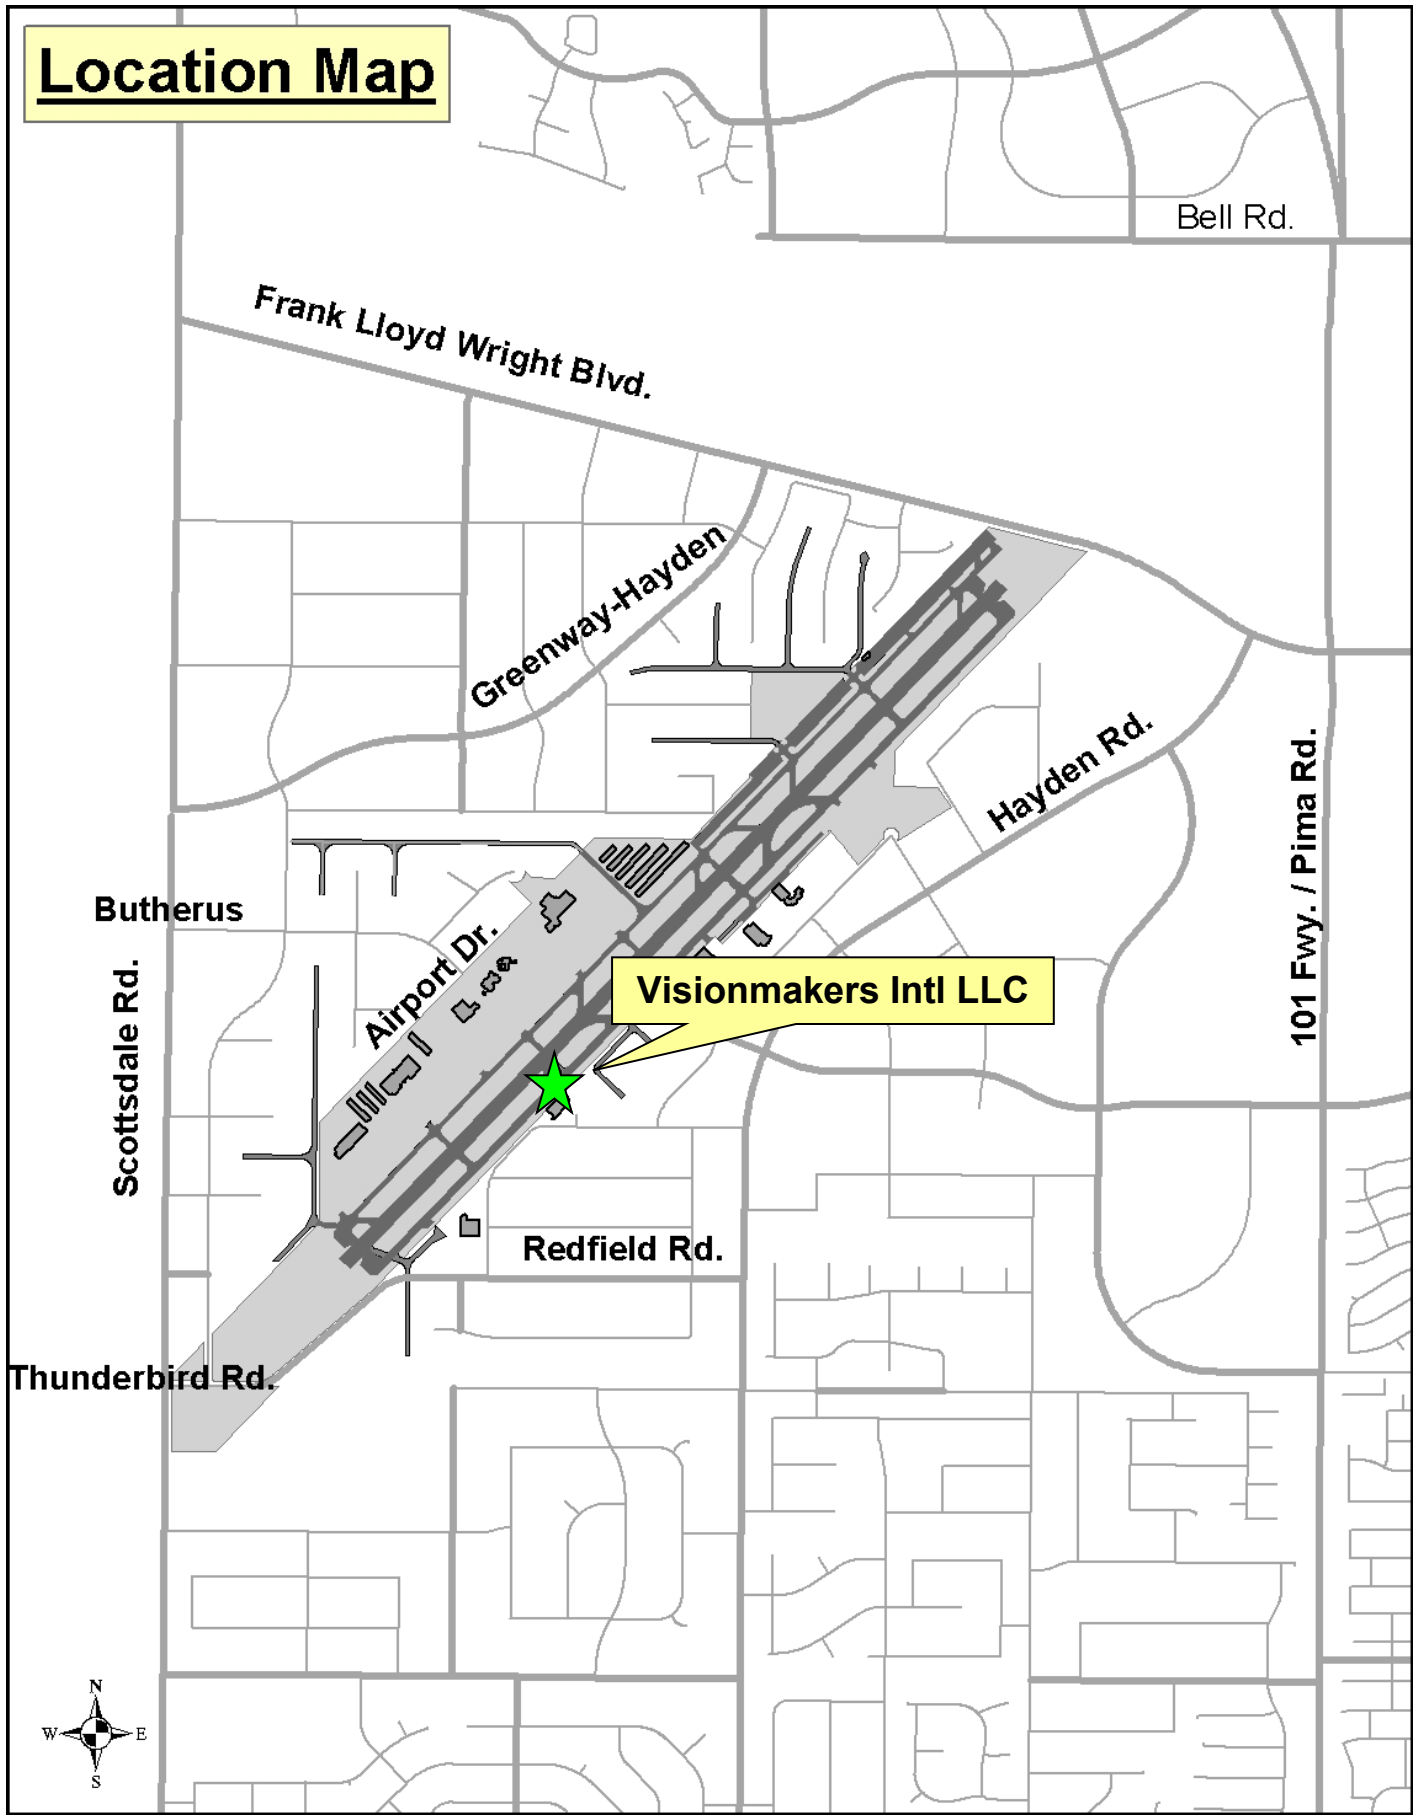 Location Map
Bell Rd.
Frank Lloyd Wright Blvd.
Greenway-Hayden
Hayden Rd.
101 Fwy. / Pima Rd.
Butherus
Airport Dr.
Scottsdale Rd.
Visionmakers Intl LLC
Redfield Rd.
Thunderbird Rd.
N
W E
S